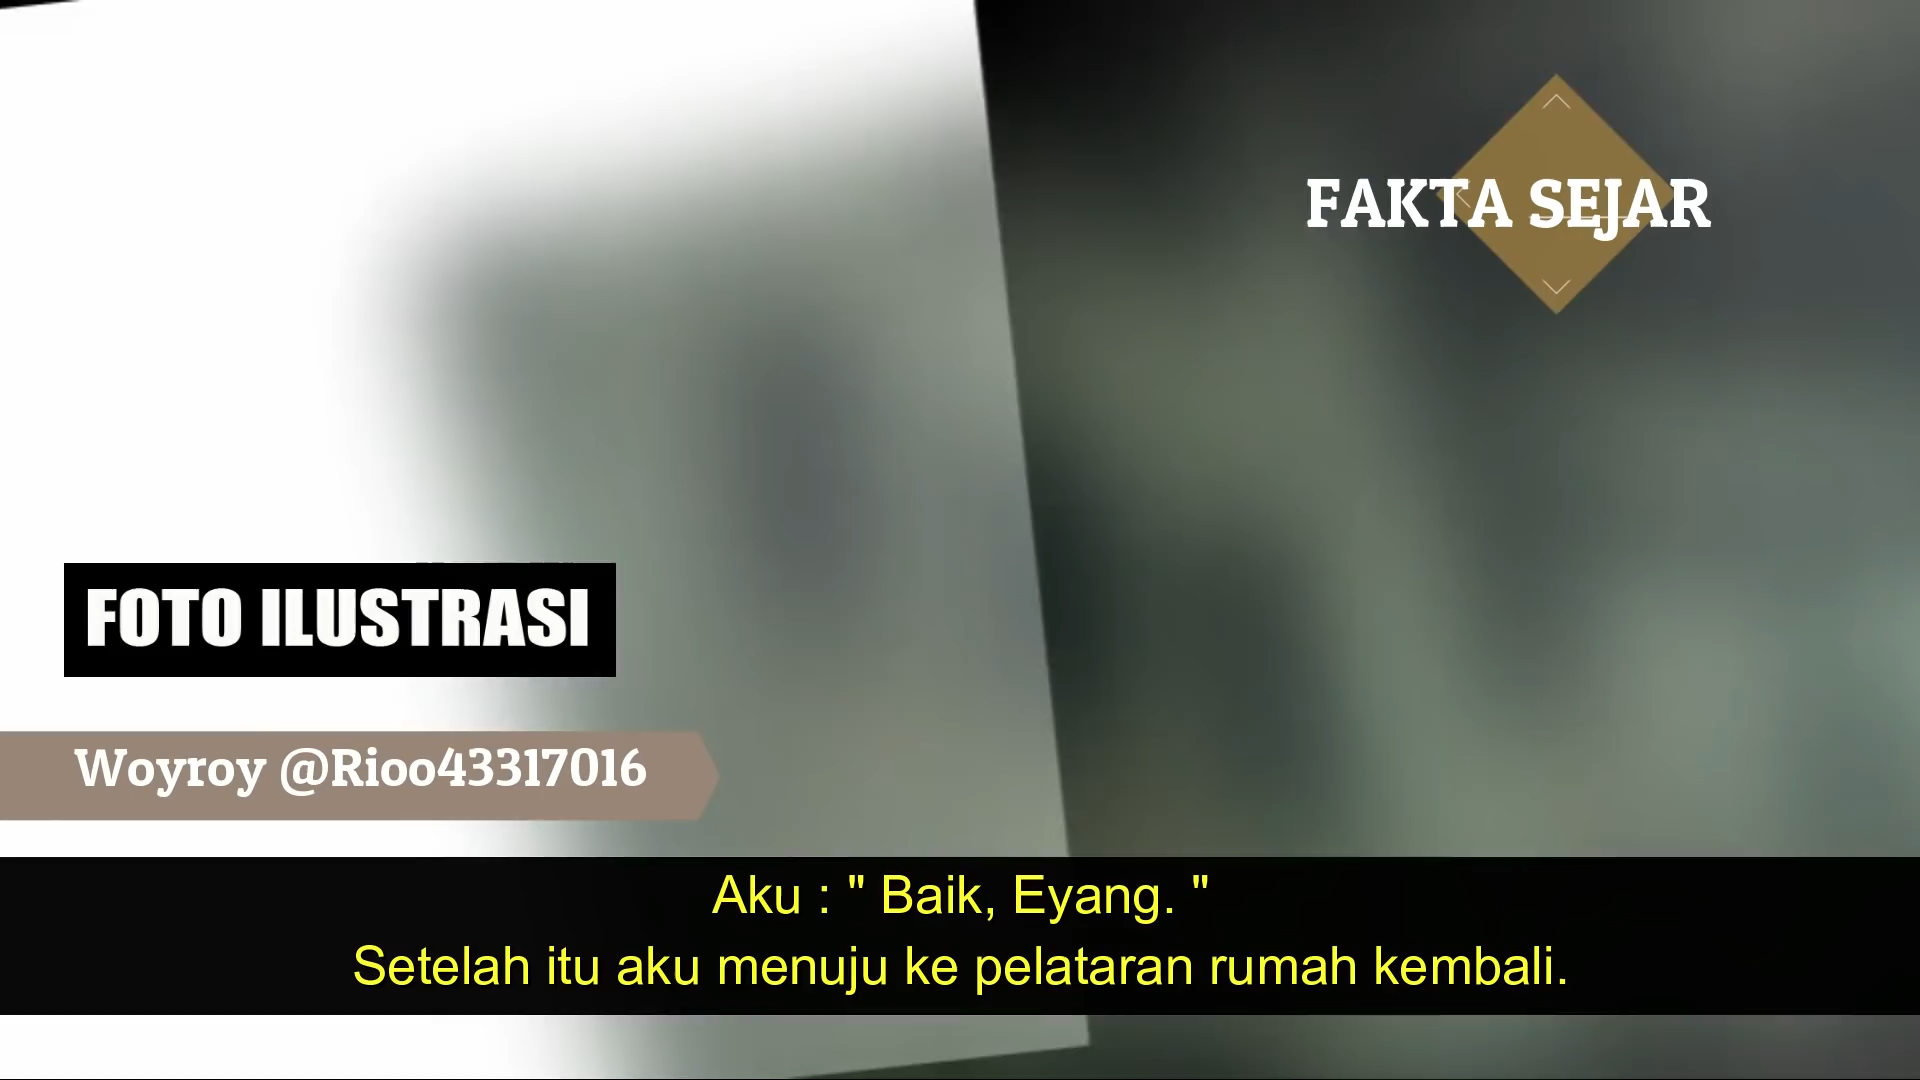 FAKTA SEJAR
FOTO ILUSTRASI
Woyroy @Rioo43317016
Aku : " Baik, Eyang. "
Setelah itu aku menuju ke pelataran rumah kembali.